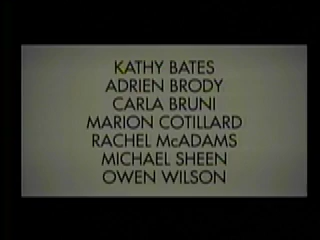 KATHY BATES
ADRIEN BRODY
CARLA BRUNI
MARION COTILLARD
RACHEL McADAMS
MICHAEL SHEEN
OWEN WILSON